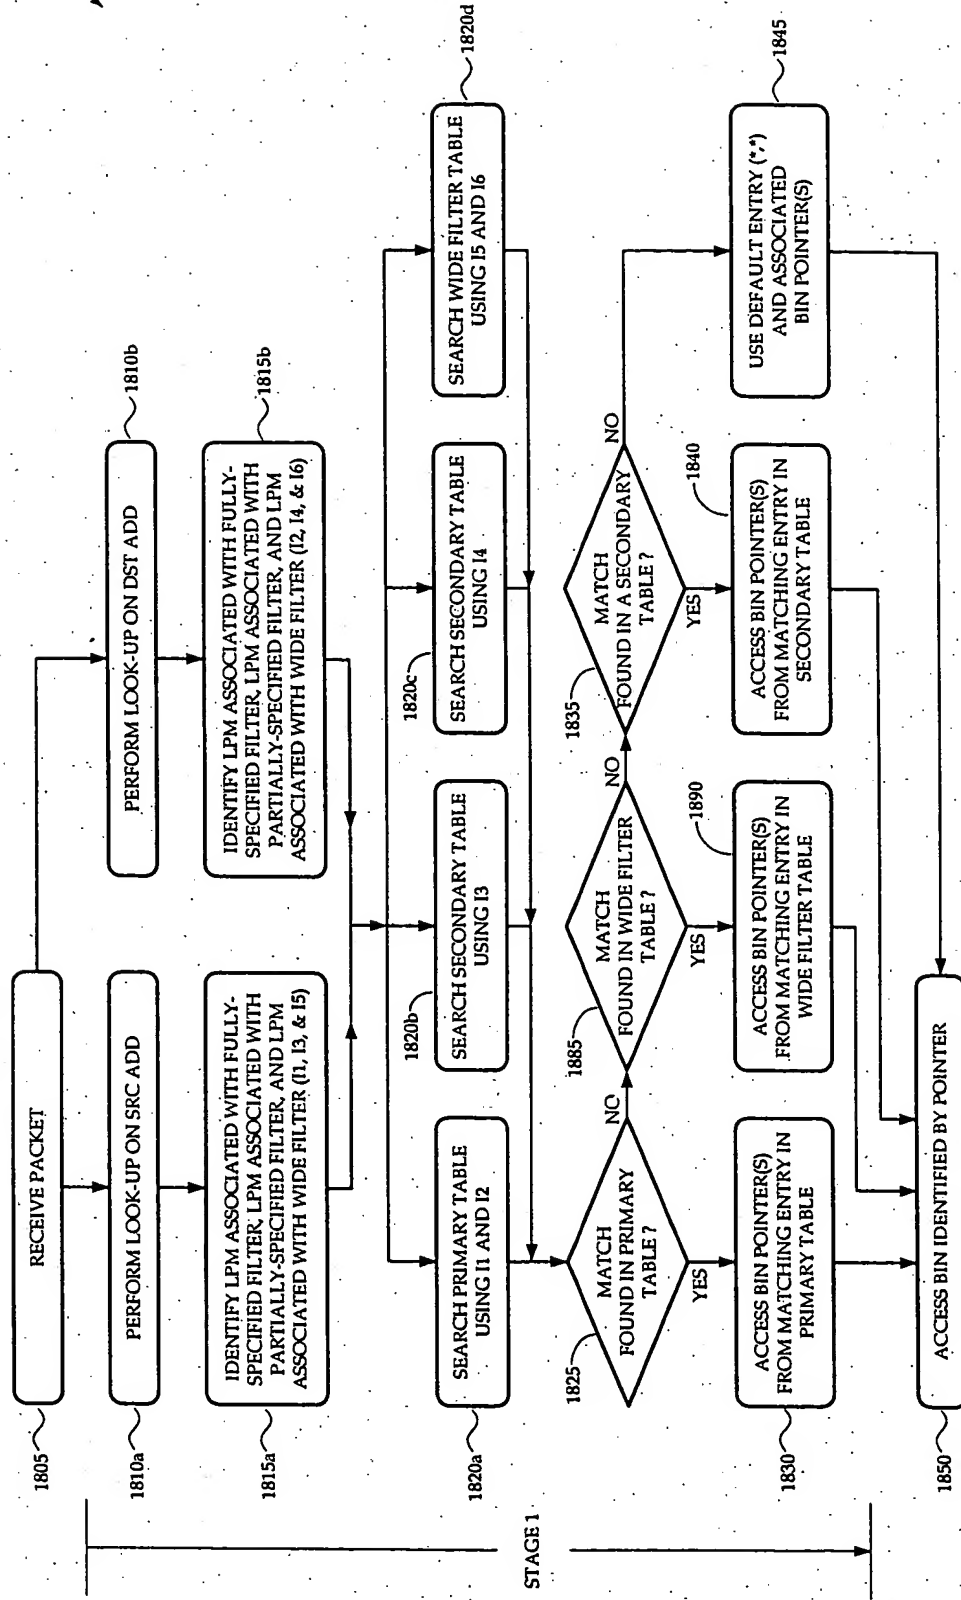 RECEIVE PACKET
1805
PERFORM LOOK-UP ON SRC ADD
1810a
PERFORM LOOK-UP ON DST ADD
1810b
IDENTIFY LPM ASSOCIATED WITH FULLY-
SPECIFIED FILTER, LPM ASSOCIATED WITH
PARTIALLY-SPECIFIED FILTER, AND LPM
ASSOCIATED WITH WIDE FILTER (I1, I3, & I5)
1815a
IDENTIFY LPM ASSOCIATED WITH FULLY-
SPECIFIED FILTER, LPM ASSOCIATED WITH
PARTIALLY-SPECIFIED FILTER, AND LPM
ASSOCIATED WITH WIDE FILTER (I2, I4, & I6)
1815b
SEARCH PRIMARY TABLE
USING I1 AND I2
1820a
SEARCH SECONDARY TABLE
USING I3
1820b
SEARCH SECONDARY TABLE
USING I4
1820c
SEARCH WIDE FILTER TABLE
USING I5 AND I6
1820d
MATCH
FOUND IN PRIMARY
TABLE ?
1825
NO
YES
MATCH
FOUND IN WIDE FILTER
TABLE ?
1885
NO
YES
MATCH
FOUND IN A SECONDARY
TABLE ?
1835
NO
YES
ACCESS BIN POINTER(S)
FROM MATCHING ENTRY IN
PRIMARY TABLE
1830
ACCESS BIN POINTER(S)
FROM MATCHING ENTRY IN
WIDE FILTER TABLE
1890
ACCESS BIN POINTER(S)
FROM MATCHING ENTRY IN
SECONDARY TABLE
1840
USE DEFAULT ENTRY (*,*)
AND ASSOCIATED
BIN POINTER(S)
1845
ACCESS BIN IDENTIFIED BY POINTER
1850
STAGE 1